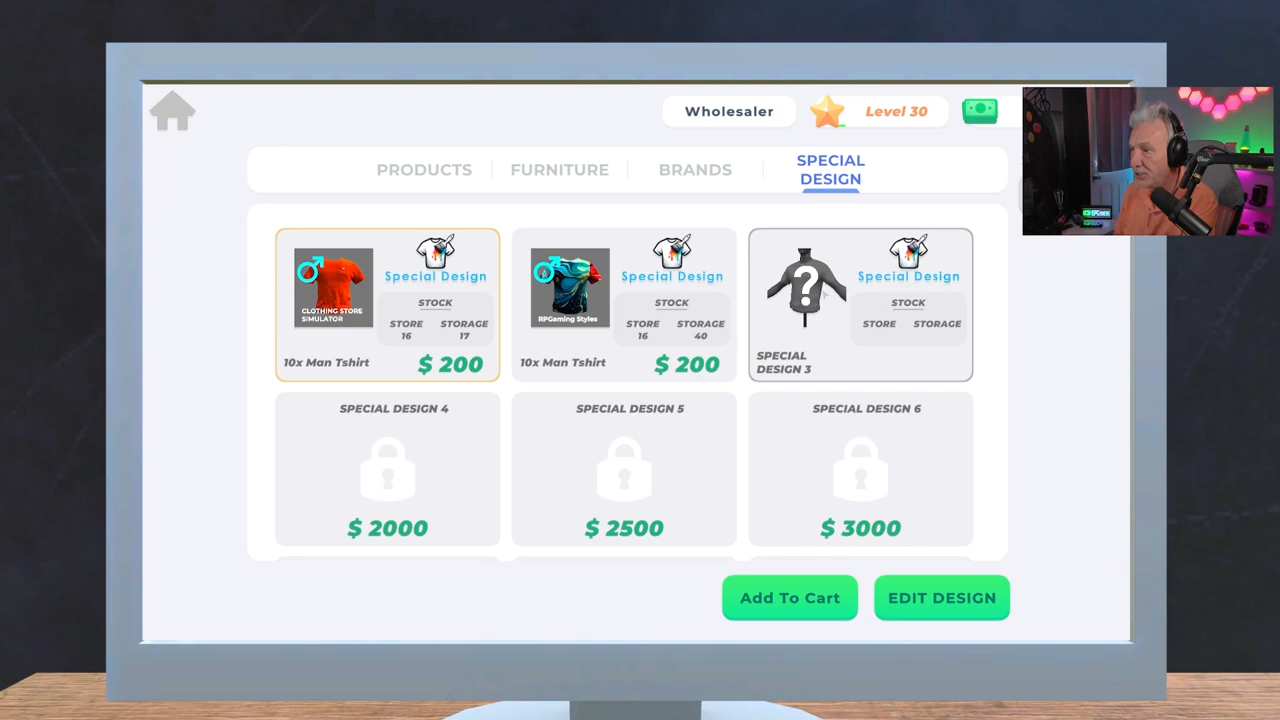 Wholesaler
Level 30
PRODUCTS
FURNITURE
BRANDS
SPECIAL
DESIGN
CLOTHING STORE
SIMULATOR
Special Design
STOCK
STORE STORAGE
16 17
10x Man Tshirt
$ 200
RPGaming Styles
Special Design
STOCK
STORE STORAGE
16 40
10x Man Tshirt
$ 200
?
Special Design
STOCK
STORE STORAGE
SPECIAL
DESIGN 3
SPECIAL DESIGN 4
$ 2000
SPECIAL DESIGN 5
$ 2500
SPECIAL DESIGN 6
$ 3000
Add To Cart
EDIT DESIGN